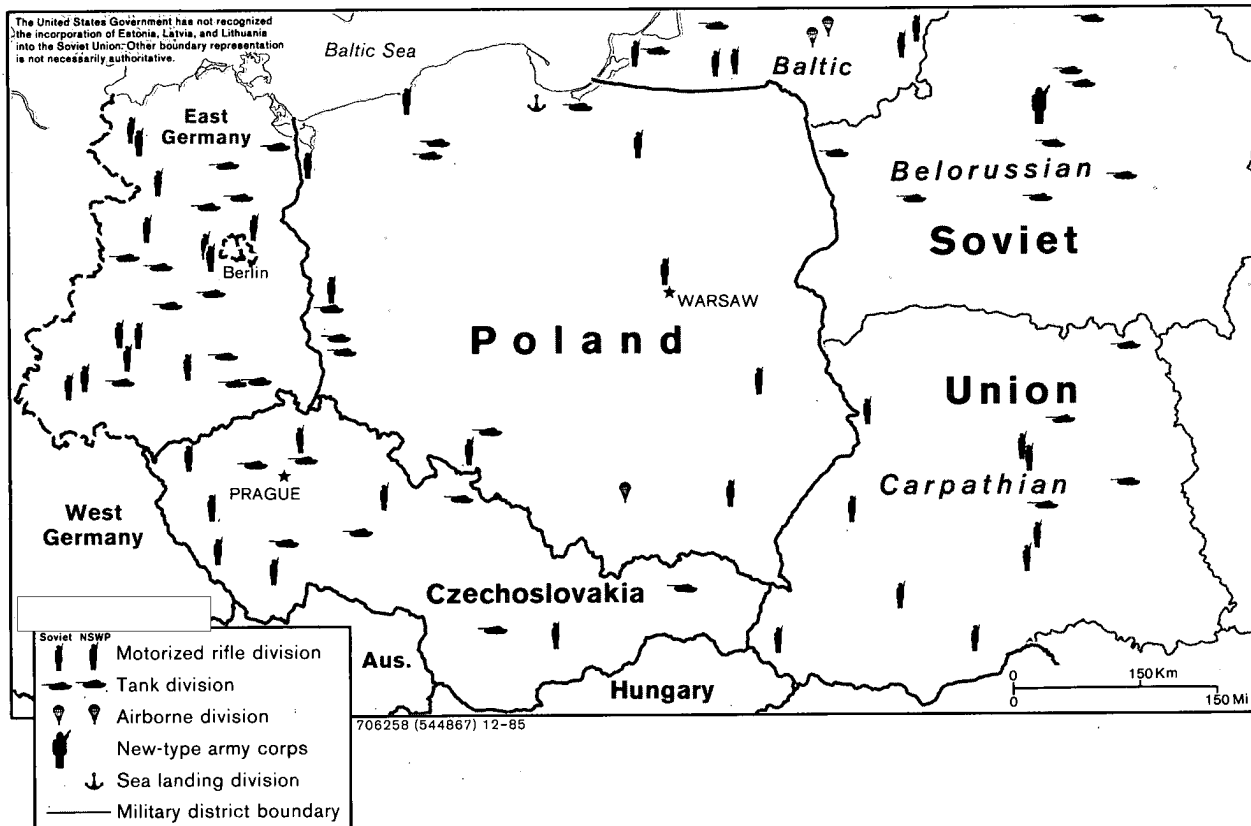 The United States Government has not recognized
the incorporation of Estonia, Latvia, and Lithuania
into the Soviet Union. Other boundary representation
is not necessarily authoritative.
Baltic Sea
Baltic
East
Germany
Belorussian
Soviet
Berlin
WARSAW
Poland
Union
PRAGUE
Carpathian
West
Germany
Czechoslovakia
Aus.
Hungary
0 150 Km
0 150 Mi
Soviet NSWP
Motorized rifle division
Tank division
Airborne division
New-type army corps
Sea landing division
Military district boundary
706258 (544867) 12-85